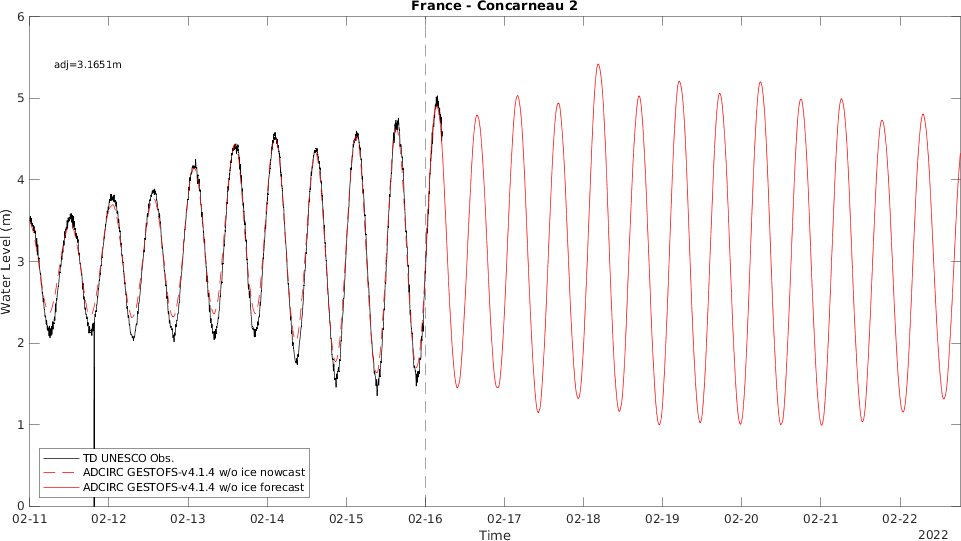 France - Concarneau 2
adj=3.1651m
Water Level (m)
6
5
4
3
2
1
0
TD UNESCO Obs.
ADCIRC GESTOFS-v4.1.4 w/o ice nowcast
ADCIRC GESTOFS-v4.1.4 w/o ice forecast
02-11 02-12 02-13 02-14 02-15 02-16 02-17 02-18 02-19 02-20 02-21 02-22
Time
2022